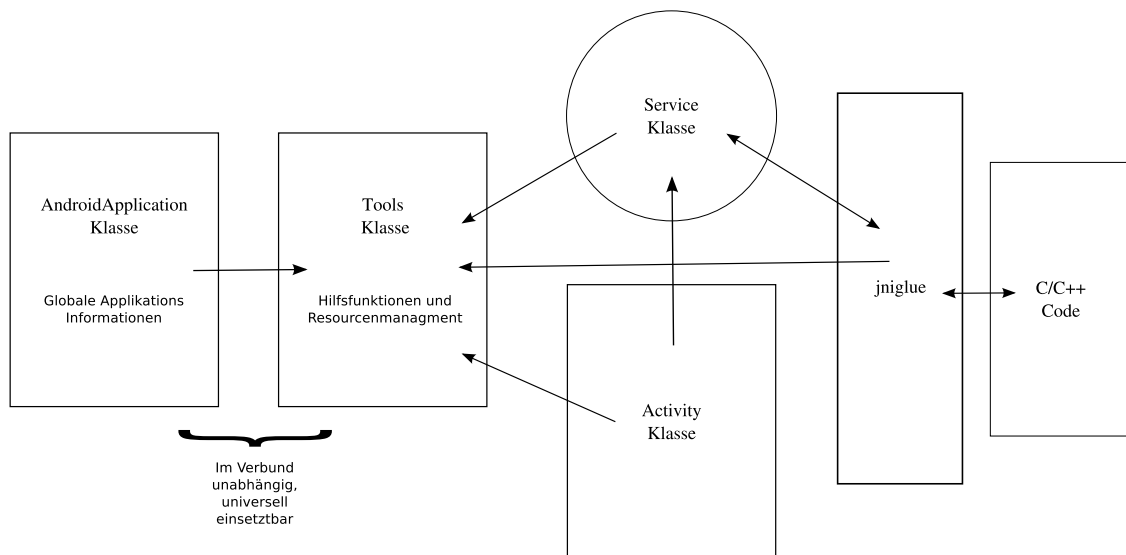 AndroidApplication
Klasse
Globale Applikations
Informationen
Tools
Klasse
Hilfsfunktionen und
Resourcenmanagment
Im Verbund
unabhängig,
universell
einsetztbar
Service
Klasse
Activity
Klasse
jniglue
C/C++
Code